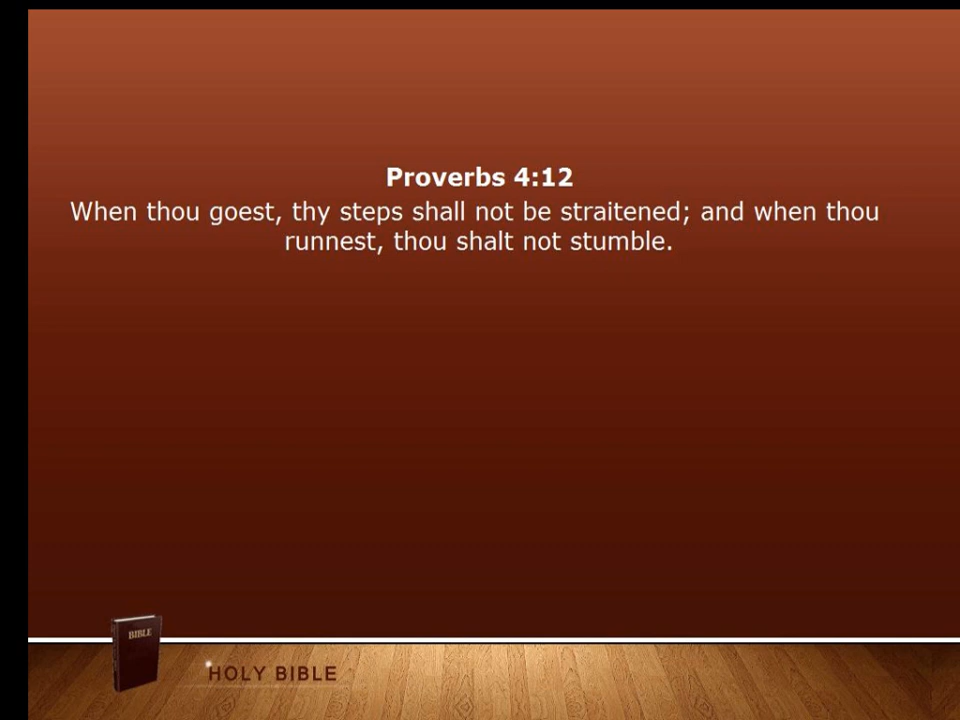 Proverbs 4:12
When thou goest, thy steps shall not be straitened; and when thou
runnest, thou shalt not stumble.
BIBLE
HOLY BIBLE